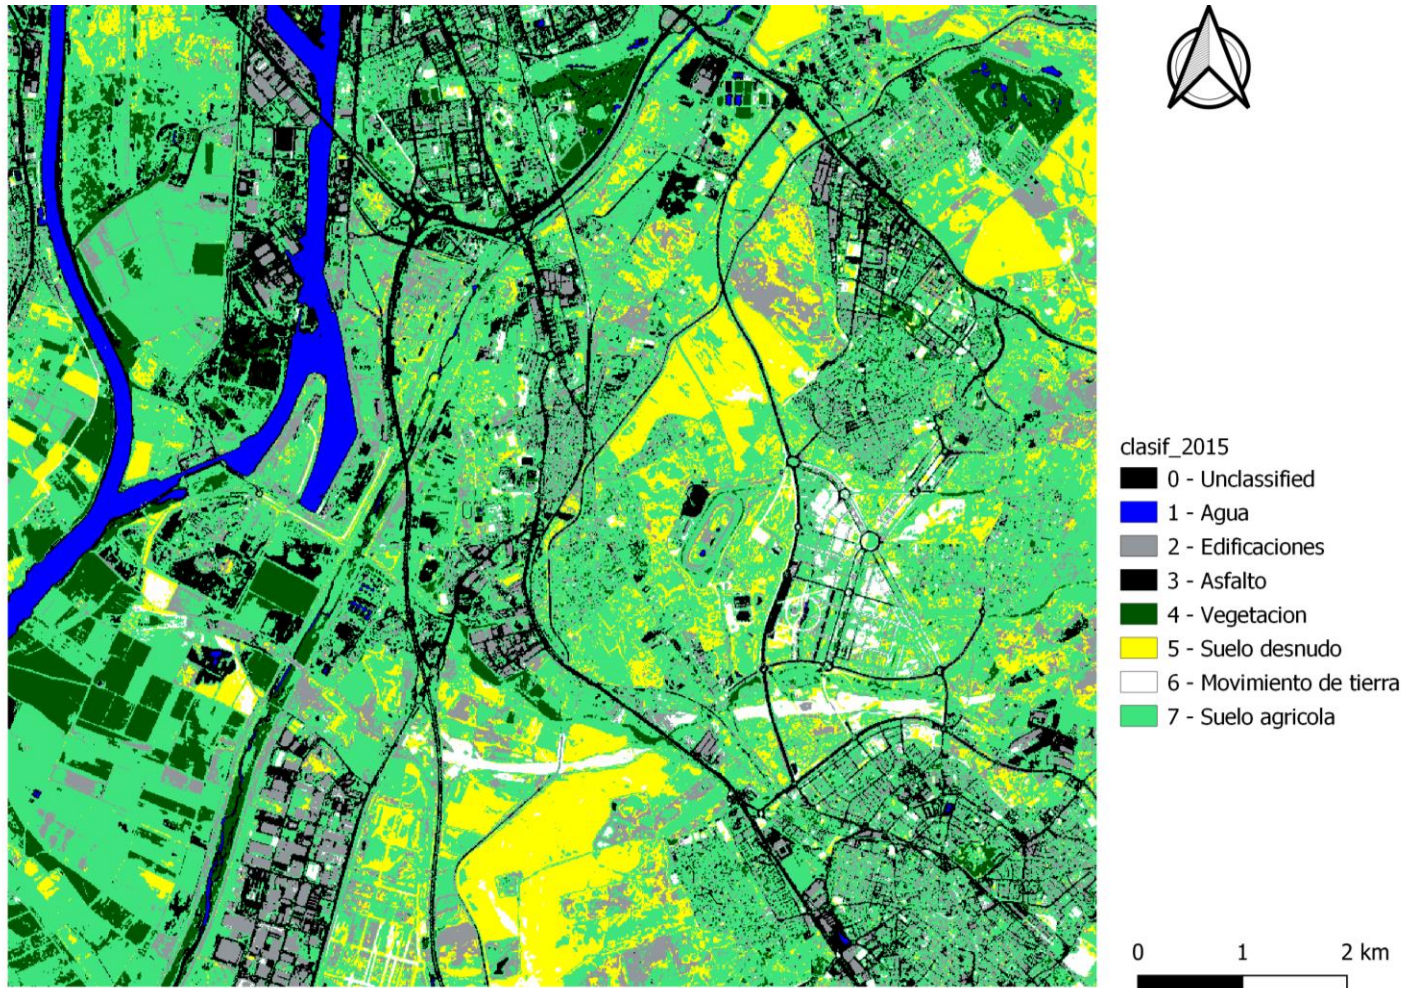 clasif_2015
0 - Unclassified
1 - Agua
2 - Edificaciones
3 - Asfalto
4 - Vegetacion
5 - Suelo desnudo
6 - Movimiento de tierra
7 - Suelo agricola
0 1 2 km